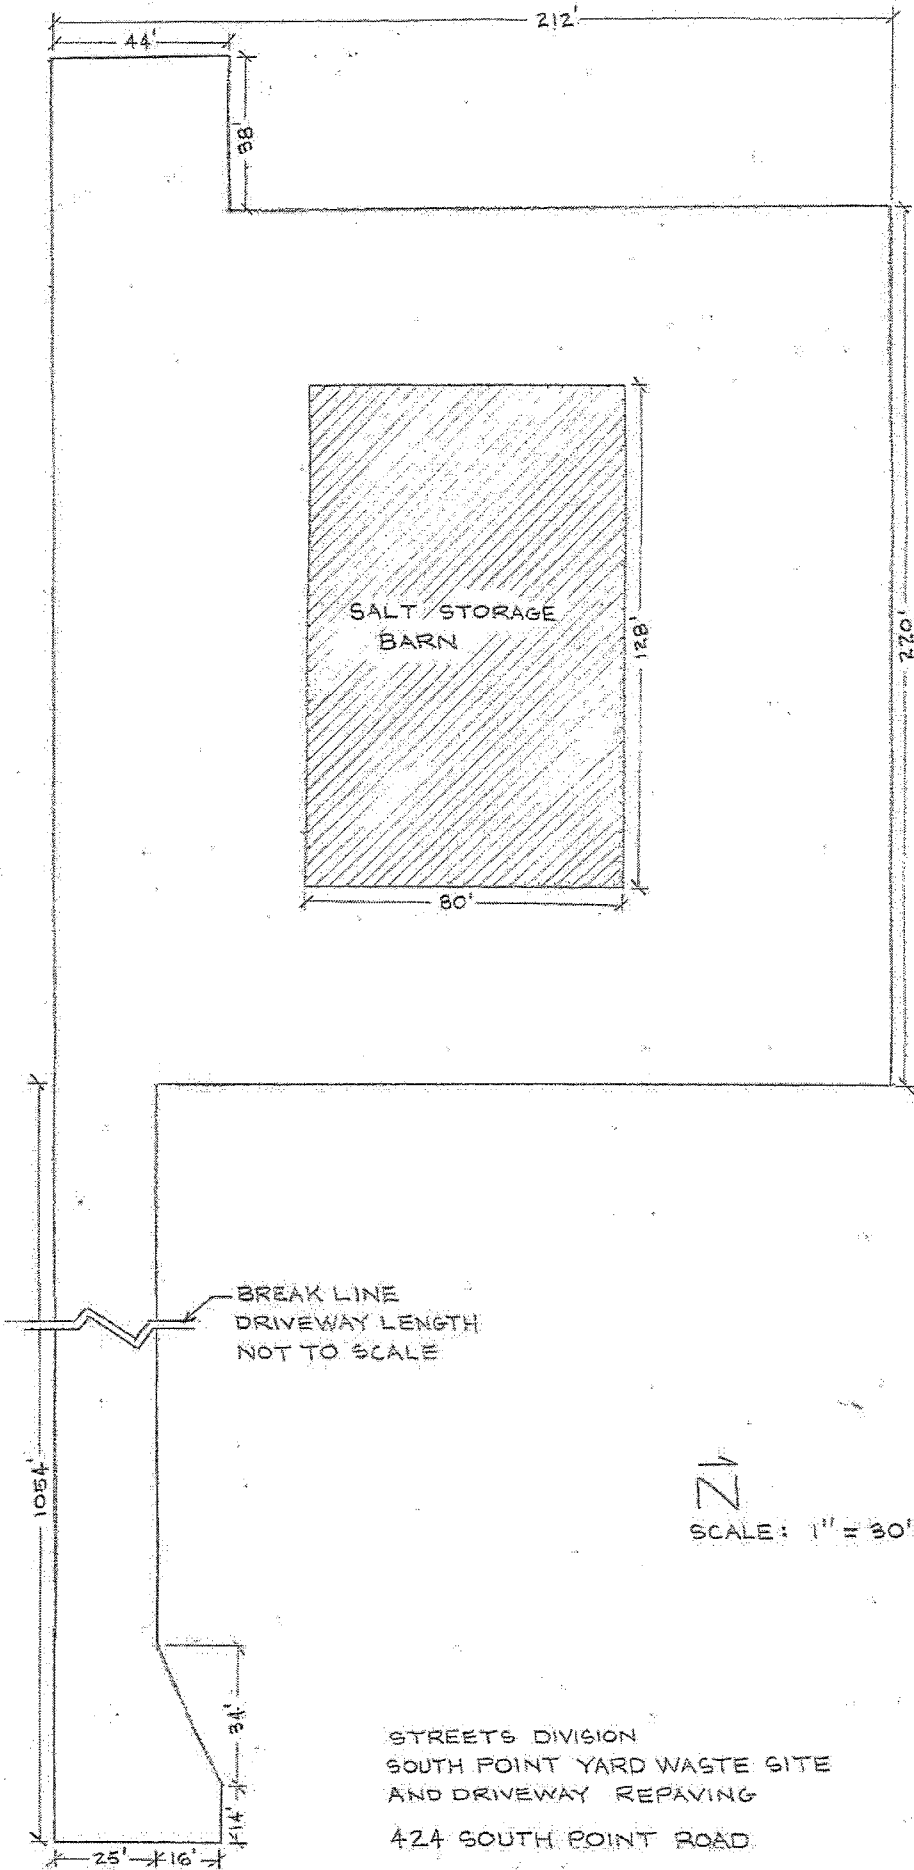 212'
44'
38'
SALT STORAGE
BARN
128'
220'
80'
BREAK LINE
DRIVEWAY LENGTH
NOT TO SCALE
1054'
N
SCALE: 1" = 30'
34'
STREETS DIVISION
SOUTH POINT YARD WASTE SITE
AND DRIVEWAY REPAVING
14'
424 SOUTH POINT ROAD
25' 16'